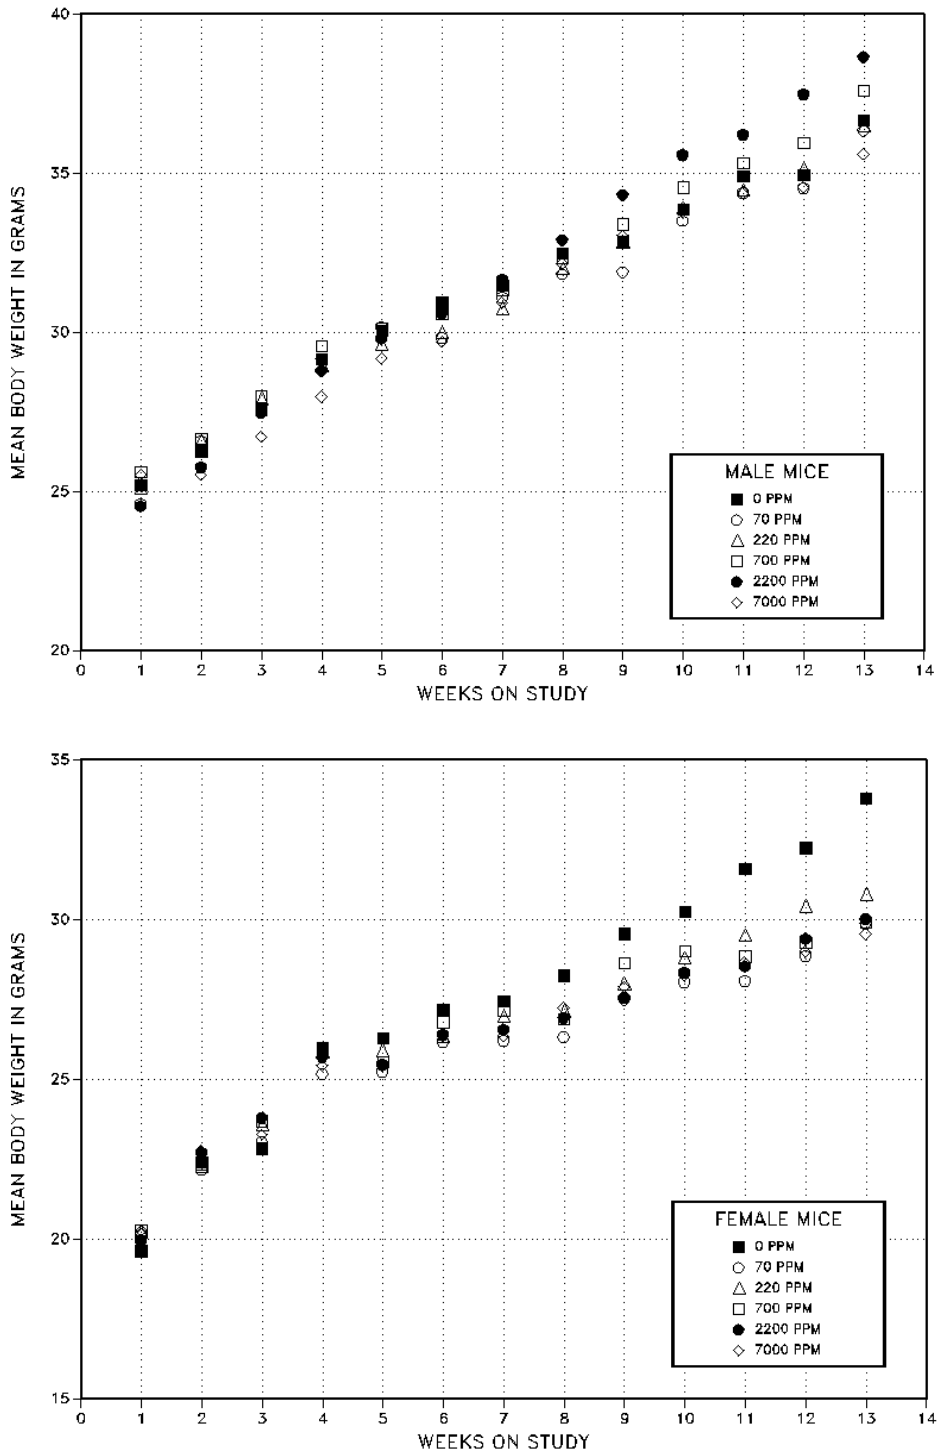 40
35
30
25
20
MEAN BODY WEIGHT IN GRAMS
MALE MICE
0 PPM
70 PPM
220 PPM
700 PPM
2200 PPM
7000 PPM
0 1 2 3 4 5 6 7 8 9 10 11 12 13 14
WEEKS ON STUDY
35
30
25
20
15
MEAN BODY WEIGHT IN GRAMS
FEMALE MICE
0 PPM
70 PPM
220 PPM
700 PPM
2200 PPM
7000 PPM
0 1 2 3 4 5 6 7 8 9 10 11 12 13 14
WEEKS ON STUDY